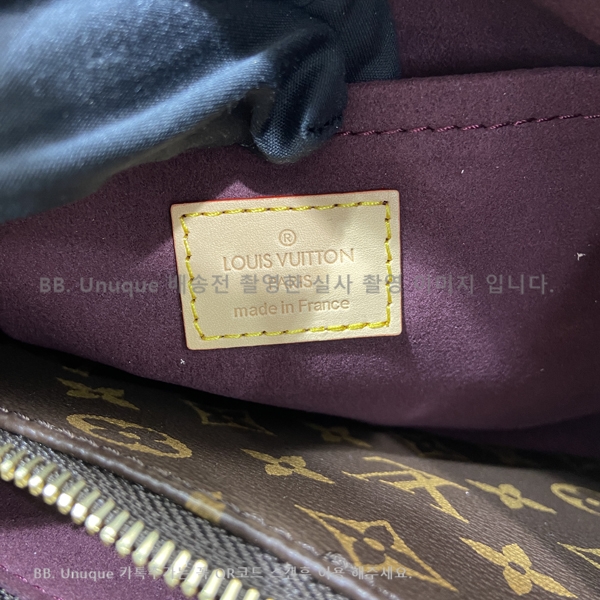 ®
LOUIS VUITTON
PARIS
made in France
BB. Unuque 배송전 촬영한 실사 촬영 이미지 입니다.
BB. Unuque 카톡 QR코드 스캔후 이용 해주세요.